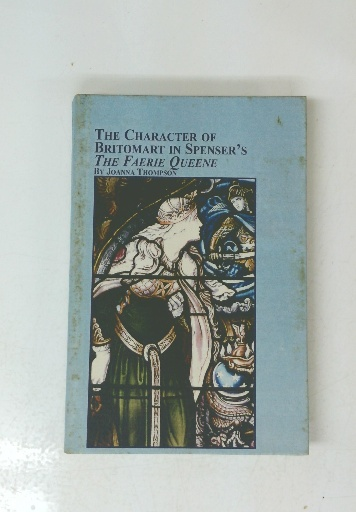 THE CHARACTER OF
BRITOMART IN SPENSER'S
THE FAERIE QUEENE
BY JOANNA THOMPSON